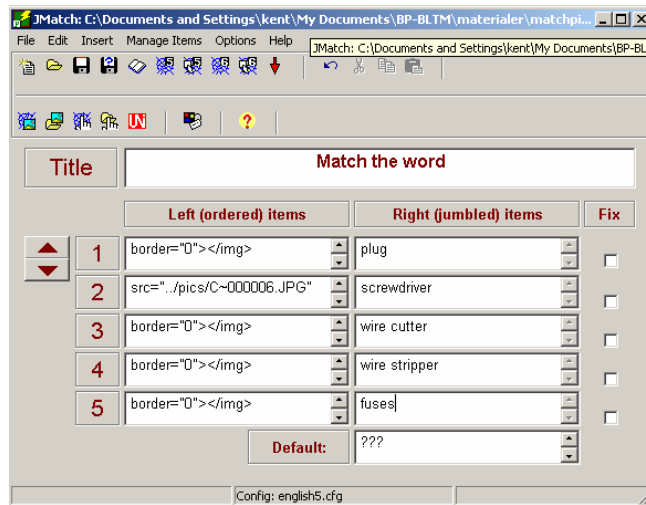 JMatch: C:\Documents and Settings\kent\My Documents\BP-BLTM\materialer\matchpi...
File Edit Insert Manage Items Options Help
JMatch: C:\Documents and Settings\kent\My Documents\BP-BL
Title
Match the word
Left (ordered) items
Right (jumbled) items
Fix
1
border="0"></img>
plug
2
src="../pics/C~000006.JPG"
screwdriver
3
border="0"></img>
wire cutter
4
border="0"></img>
wire stripper
5
border="0"></img>
fuses
Default:
???
Config: english5.cfg